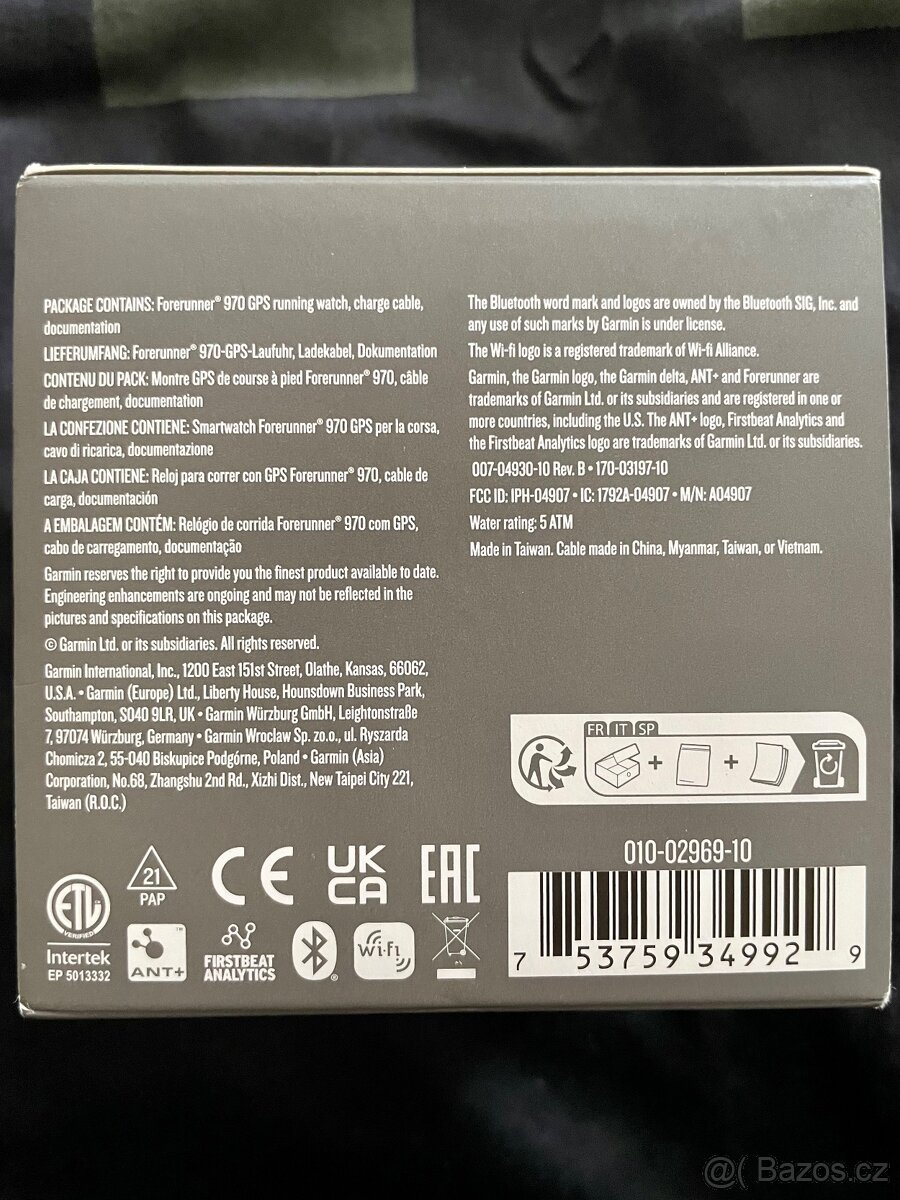 PACKAGE CONTAINS: Forerunner® 970 GPS running watch, charge cable,
documentation
LIEFERUMFANG: Forerunner® 970-GPS-Laufuhr, Ladekabel, Dokumentation
CONTENU DU PACK: Montre GPS de course à pied Forerunner® 970, câble
de chargement, documentation
LA CONFEZIONE CONTIENE: Smartwatch Forerunner® 970 GPS per la corsa,
cavo di ricarica, documentazione
LA CAJA CONTIENE: Reloj para correr con GPS Forerunner® 970, cable de
carga, documentación
A EMBALAGEM CONTÉM: Relógio de corrida Forerunner® 970 com GPS,
cabo de carregamento, documentação
Garmin reserves the right to provide you the finest product available to date.
Engineering enhancements are ongoing and may not be reflected in the
pictures and specifications on this package.
© Garmin Ltd. or its subsidiaries. All rights reserved.
Garmin International, Inc., 1200 East 151st Street, Olathe, Kansas, 66062,
U.S.A. • Garmin (Europe) Ltd., Liberty House, Hounsdown Business Park,
Southampton, SO40 9LR, UK • Garmin Würzburg GmbH, Leightonstraße
7, 97074 Würzburg, Germany • Garmin Wroclaw Sp. zo.o., ul. Ryszarda
Chomicza 2, 55-040 Biskupice Podgórne, Poland • Garmin (Asia)
Corporation, No.68, Zhangshu 2nd Rd., Xizhi Dist., New Taipei City 221,
Taiwan (R.O.C.)
The Bluetooth word mark and logos are owned by the Bluetooth SIG, Inc. and
any use of such marks by Garmin is under license.
The Wi-fi logo is a registered trademark of Wi-fi Alliance.
Garmin, the Garmin logo, the Garmin delta, ANT+ and Forerunner are
trademarks of Garmin Ltd. or its subsidiaries and are registered in one or
more countries, including the U.S. The ANT+ logo, Firstbeat Analytics and
the Firstbeat Analytics logo are trademarks of Garmin Ltd. or its subsidiaries.
007-04930-10 Rev. B • 170-03197-10
FCC ID: IPH-04907 • IC: 1792A-04907 • M/N: A04907
Water rating: 5 ATM
Made in Taiwan. Cable made in China, Myanmar, Taiwan, or Vietnam.
FR IT SP
010-02969-10
7 53759 34992 9
ETL
VERIFIED
Intertek
EP 5013332
21
PAP
CE
UK
CA
EAC
ANT+
FIRSTBEAT
ANALYTICS
Wi-Fi
@( Bazos.cz